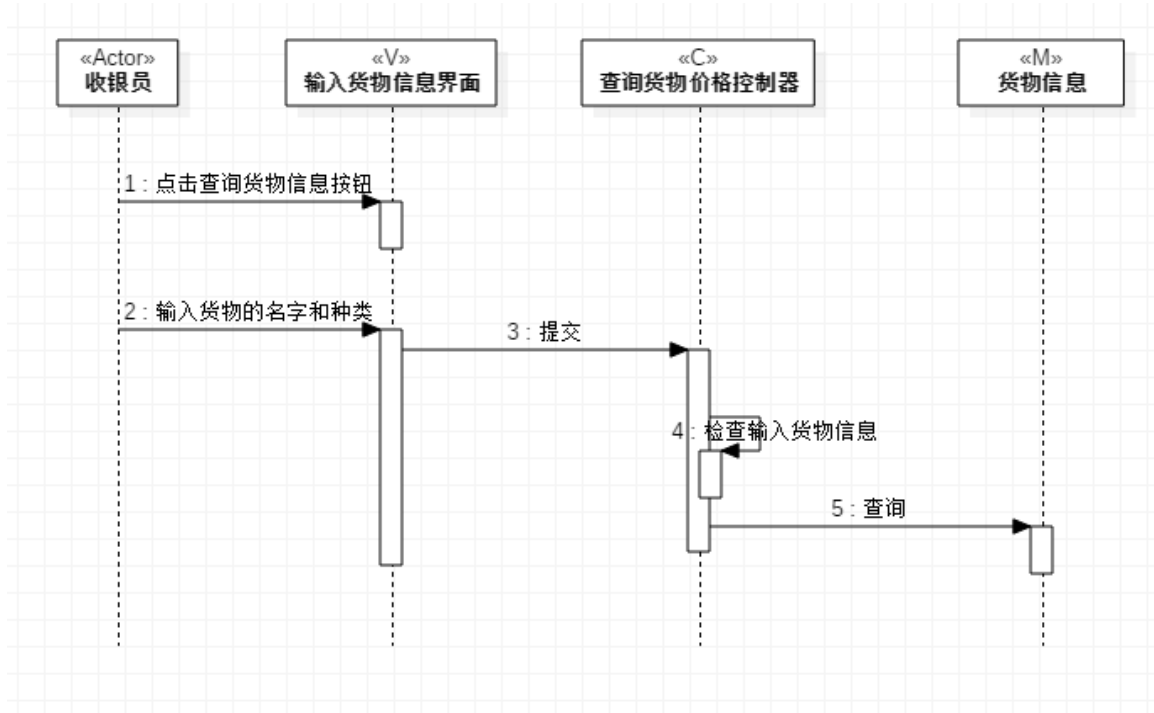 «Actor»
收银员
«V»
输入货物信息界面
«C»
查询货物价格控制器
«M»
货物信息
1 : 点击查询货物信息按钮
2 : 输入货物的名字和种类
3 : 提交
4 : 检查输入货物信息
5 : 查询